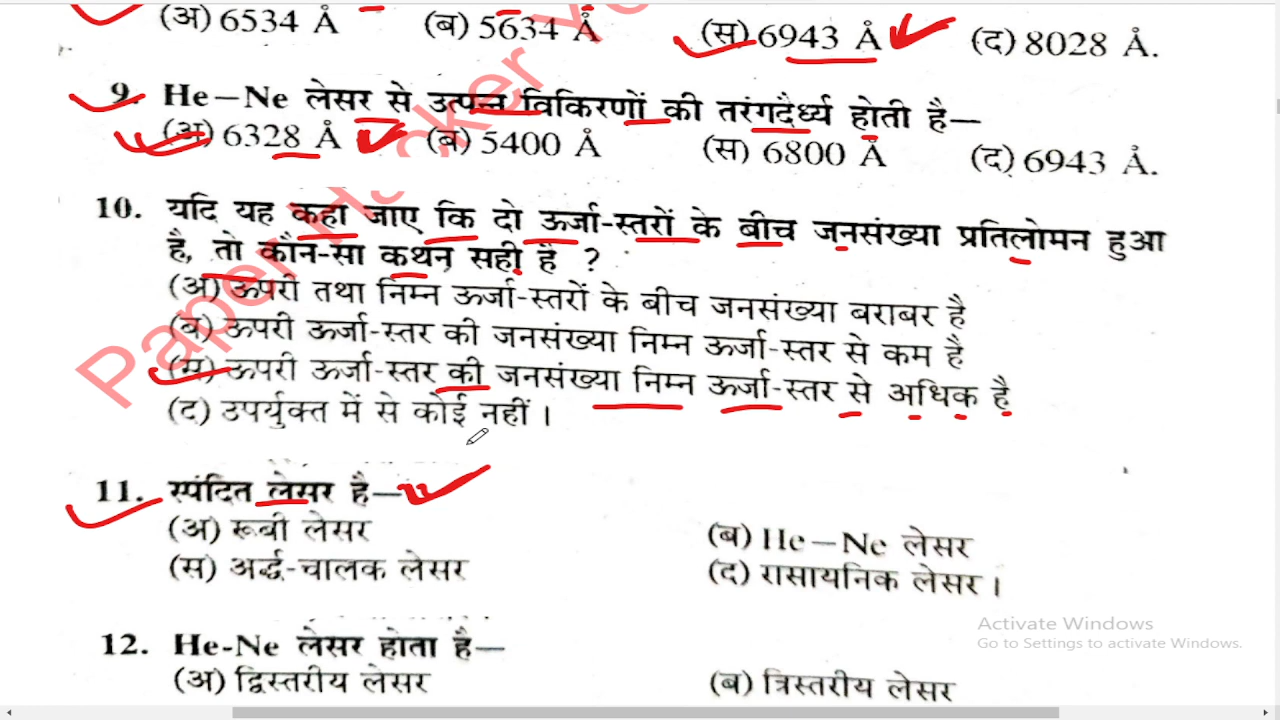 (अ) 6534 Å (ब) 5634 Å (स) 6943 Å (द) 8028 Å.
9. He—Ne लेसर से उत्पन्न विकिरणों की तरंगदैर्ध्य होती है—
(अ) 6328 Å (ब) 5400 Å (स) 6800 Å (द) 6943 Å.
10. यदि यह कहा जाए कि दो ऊर्जा-स्तरों के बीच जनसंख्या प्रतिलोमन हुआ
है, तो कौन-सा कथन सही है ?
(अ) ऊपरी तथा निम्न ऊर्जा-स्तरों के बीच जनसंख्या बराबर है
(ब) ऊपरी ऊर्जा-स्तर की जनसंख्या निम्न ऊर्जा-स्तर से कम है
(स) ऊपरी ऊर्जा-स्तर की जनसंख्या निम्न ऊर्जा-स्तर से अधिक है
(द) उपर्युक्त में से कोई नहीं ।
11. स्पंदित लेसर है—
(अ) रूबी लेसर (ब) He—Ne लेसर
(स) अर्द्ध-चालक लेसर (द) रासायनिक लेसर ।
Activate Windows
Go to Settings to activate Windows.
12. He-Ne लेसर होता है—
(अ) द्विस्तरीय लेसर (ब) त्रिस्तरीय लेसर